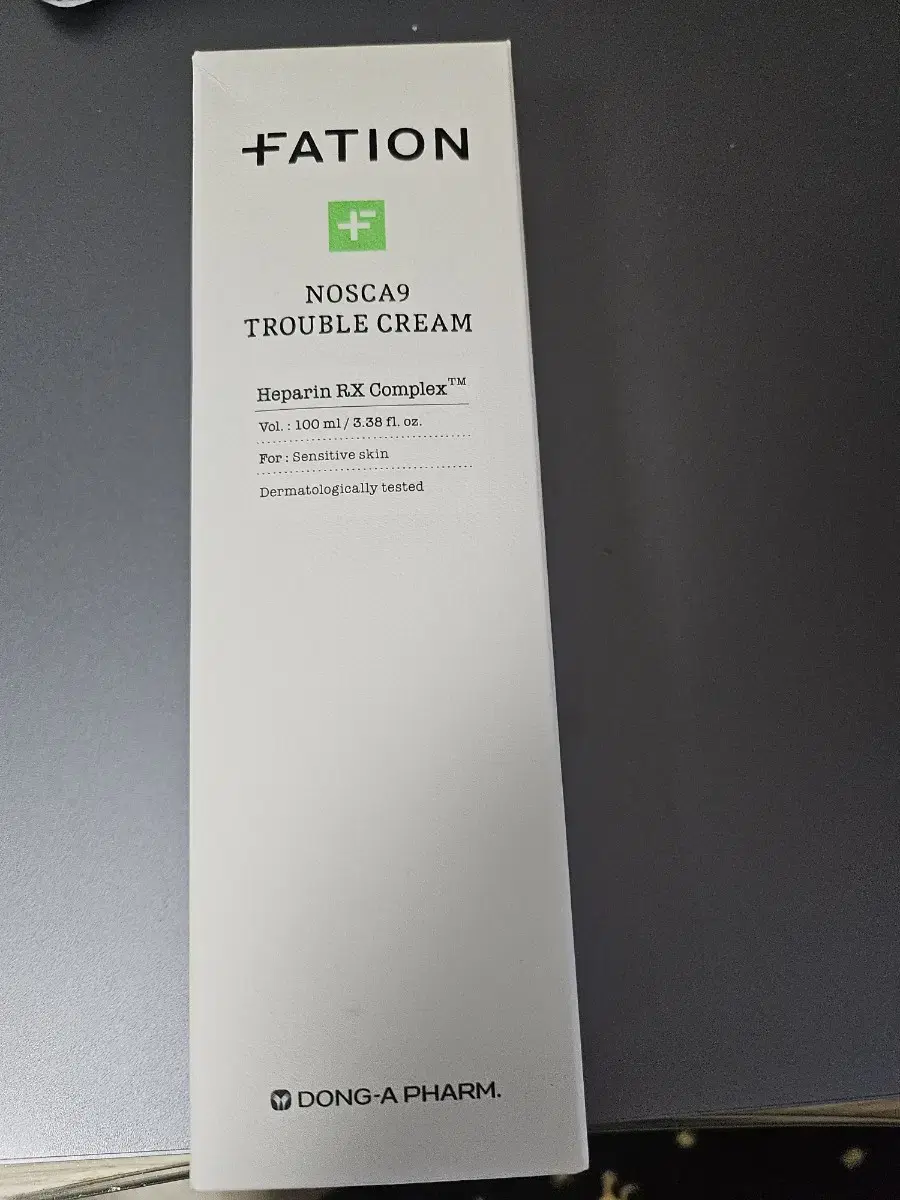 FATION
NOSCA9
TROUBLE CREAM
Heparin RX Complex™
Vol. : 100 ml / 3.38 fl. oz.
For : Sensitive skin
Dermatologically tested
DONG-A PHARM.